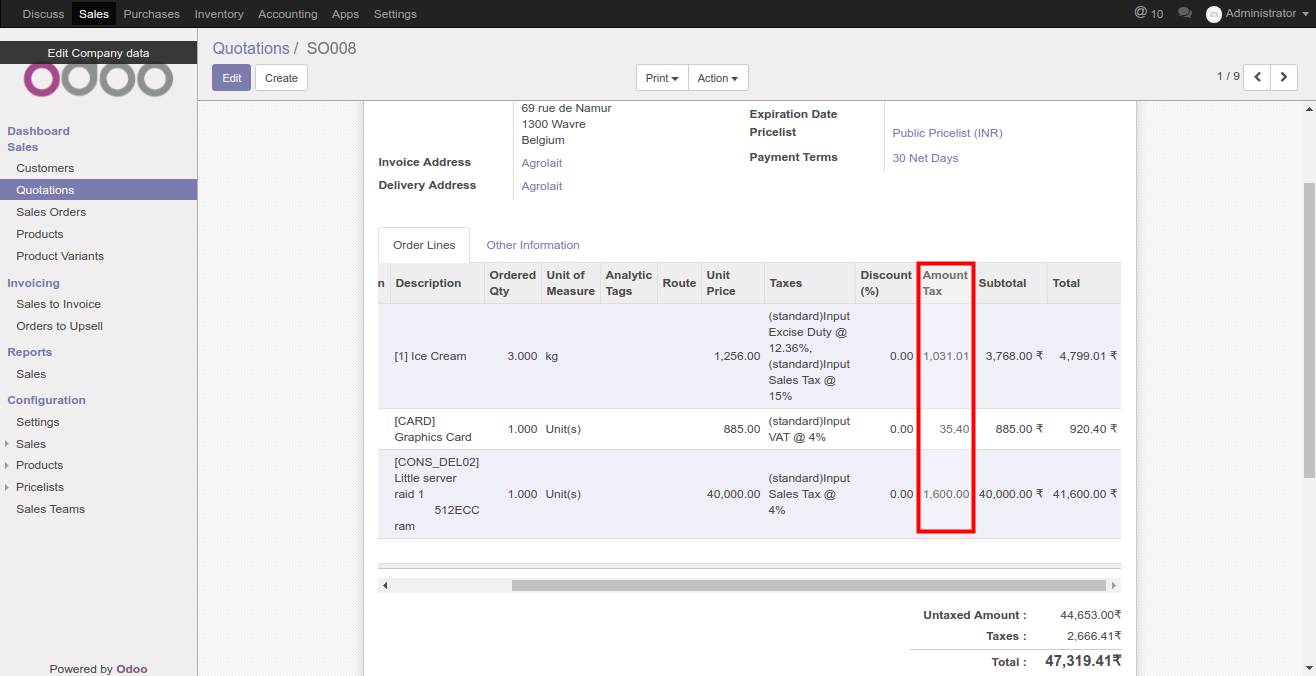 Discuss Sales Purchases Inventory Accounting Apps Settings @ 10 Administrator
Edit Company data
odoo
Quotations / SO008
Edit Create Print Action 1 / 9
Dashboard
Sales
Customers
Quotations
Sales Orders
Products
Product Variants
Invoicing
Sales to Invoice
Orders to Upsell
Reports
Sales
Configuration
Settings
Sales
Products
Pricelists
Sales Teams
Powered by Odoo
69 rue de Namur
1300 Wavre
Belgium
Invoice Address Agrolait
Delivery Address Agrolait
Expiration Date
Pricelist Public Pricelist (INR)
Payment Terms 30 Net Days
Order Lines Other Information
n Description Ordered Qty Unit of Measure Analytic Tags Route Unit Price Taxes Discount (%) Amount Tax Subtotal Total
[1] Ice Cream 3.000 kg 1,256.00 (standard)Input Excise Duty @ 12.36%, (standard)Input Sales Tax @ 15% 0.00 1,031.01 3,768.00 ₹ 4,799.01 ₹
[CARD] Graphics Card 1.000 Unit(s) 885.00 (standard)Input VAT @ 4% 0.00 35.40 885.00 ₹ 920.40 ₹
[CONS_DEL02] Little server raid 1 512ECC ram 1.000 Unit(s) 40,000.00 (standard)Input Sales Tax @ 4% 0.00 1,600.00 40,000.00 ₹ 41,600.00 ₹
Untaxed Amount : 44,653.00₹
Taxes : 2,666.41₹
Total : 47,319.41₹